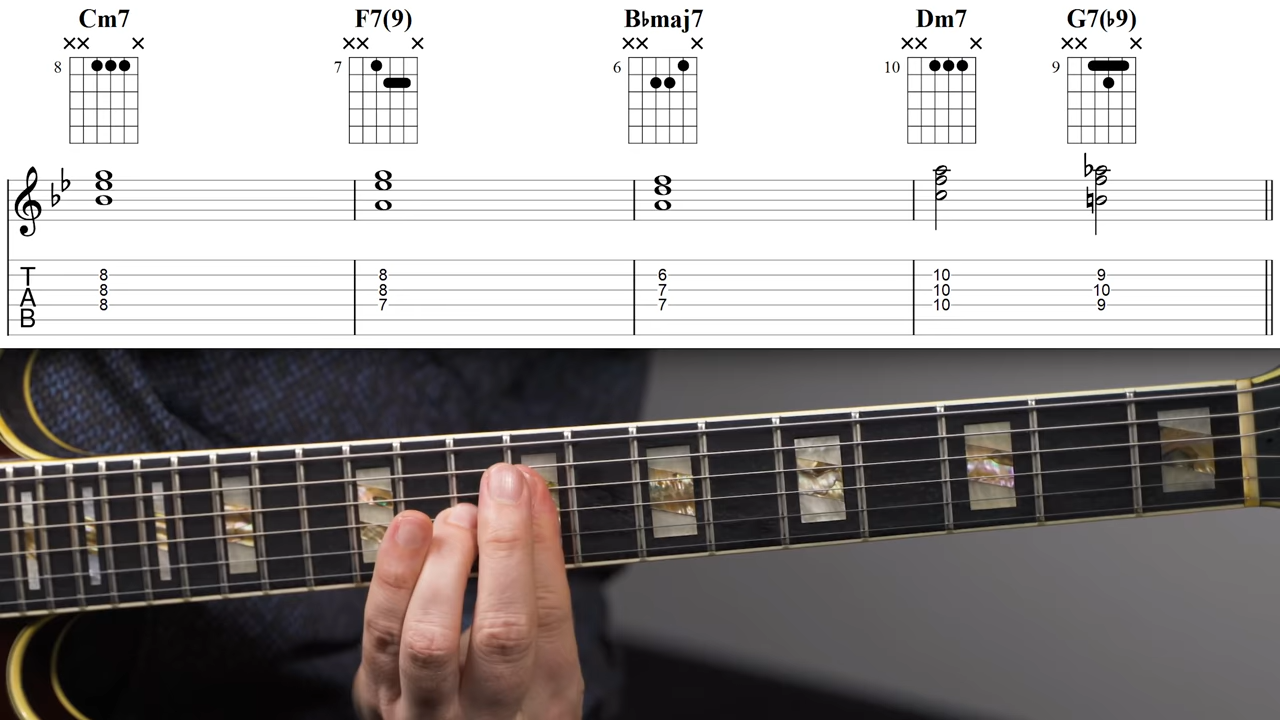 Cm7 F7(9) B♭maj7 Dm7 G7(♭9)
×× × ×× × ×× × ×× × ×× ×
8 7 6 10 9
T 8 8 6 10 9
A 8 8 7 10 10
B 8 7 7 10 9